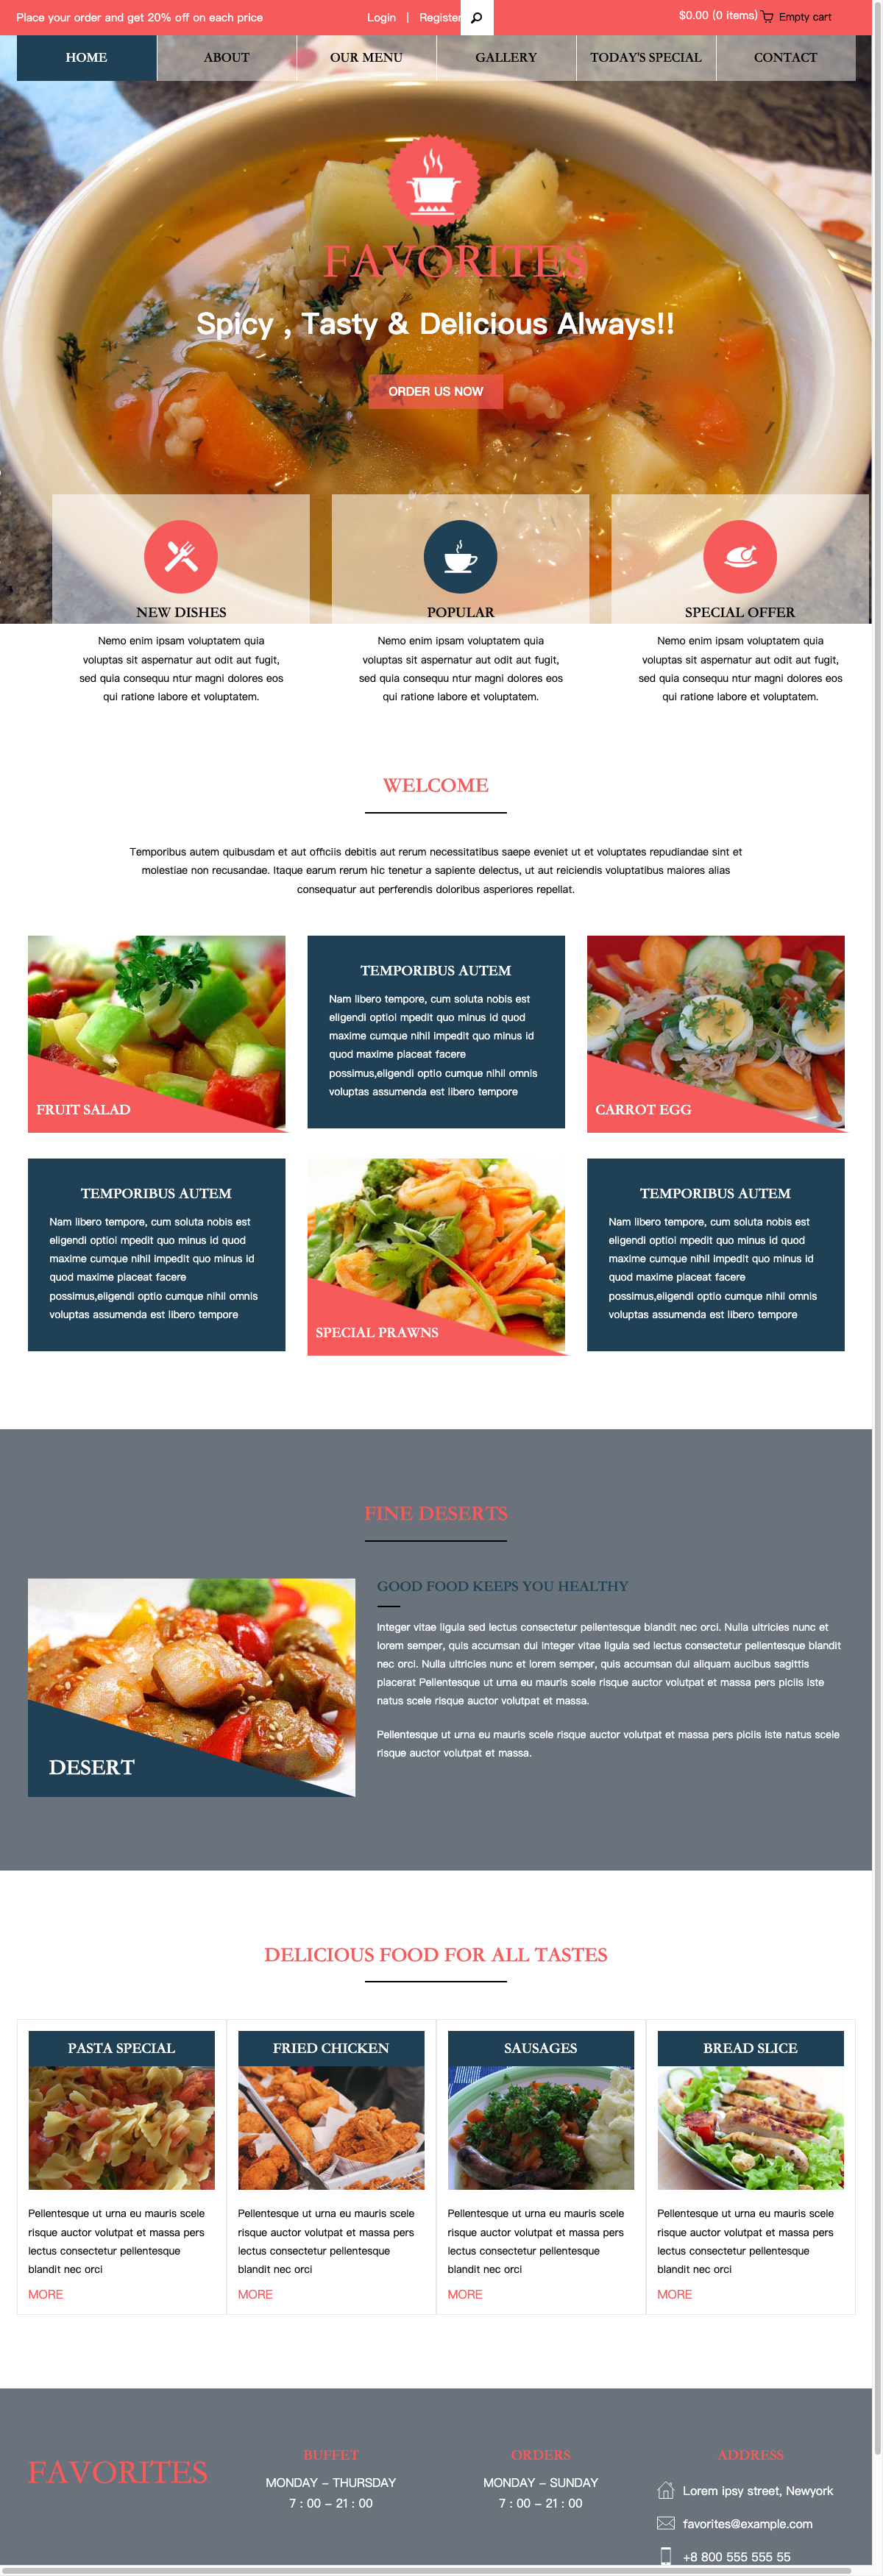 Place your order and get 20% off on each price
Login | Register
$0.00 (0 items) Empty cart
HOME
ABOUT
OUR MENU
GALLERY
TODAY'S SPECIAL
CONTACT
FAVORITES
Spicy , Tasty & Delicious Always!!
ORDER US NOW
NEW DISHES
Nemo enim ipsam voluptatem quia
voluptas sit aspernatur aut odit aut fugit,
sed quia consequu ntur magni dolores eos
qui ratione labore et voluptatem.
POPULAR
Nemo enim ipsam voluptatem quia
voluptas sit aspernatur aut odit aut fugit,
sed quia consequu ntur magni dolores eos
qui ratione labore et voluptatem.
SPECIAL OFFER
Nemo enim ipsam voluptatem quia
voluptas sit aspernatur aut odit aut fugit,
sed quia consequu ntur magni dolores eos
qui ratione labore et voluptatem.
WELCOME
Temporibus autem quibusdam et aut officiis debitis aut rerum necessitatibus saepe eveniet ut et voluptates repudiandae sint et
molestiae non recusandae. Itaque earum rerum hic tenetur a sapiente delectus, ut aut reiciendis voluptatibus maiores alias
consequatur aut perferendis doloribus asperiores repellat.
FRUIT SALAD
TEMPORIBUS AUTEM
Nam libero tempore, cum soluta nobis est
eligendi optiol mpedit quo minus id quod
maxime cumque nihil impedit quo minus id
quod maxime placeat facere
possimus,eligendi optio cumque nihil omnis
voluptas assumenda est libero tempore
CARROT EGG
TEMPORIBUS AUTEM
Nam libero tempore, cum soluta nobis est
eligendi optiol mpedit quo minus id quod
maxime cumque nihil impedit quo minus id
quod maxime placeat facere
possimus,eligendi optio cumque nihil omnis
voluptas assumenda est libero tempore
SPECIAL PRAWNS
TEMPORIBUS AUTEM
Nam libero tempore, cum soluta nobis est
eligendi optiol mpedit quo minus id quod
maxime cumque nihil impedit quo minus id
quod maxime placeat facere
possimus,eligendi optio cumque nihil omnis
voluptas assumenda est libero tempore
FINE DESERTS
DESERT
GOOD FOOD KEEPS YOU HEALTHY
Integer vitae ligula sed lectus consectetur pellentesque blandit nec orci. Nulla ultricies nunc et
lorem semper, quis accumsan dui integer vitae ligula sed lectus consectetur pellentesque blandit
nec orci. Nulla ultricies nunc et lorem semper, quis accumsan dui aliquam aucibus sagittis
placerat Pellentesque ut urna eu mauris scele risque auctor volutpat et massa pers piciis iste
natus scele risque auctor volutpat et massa.
Pellentesque ut urna eu mauris scele risque auctor volutpat et massa pers piciis iste natus scele
risque auctor volutpat et massa.
DELICIOUS FOOD FOR ALL TASTES
PASTA SPECIAL
Pellentesque ut urna eu mauris scele
risque auctor volutpat et massa pers
lectus consectetur pellentesque
blandit nec orci
MORE
FRIED CHICKEN
Pellentesque ut urna eu mauris scele
risque auctor volutpat et massa pers
lectus consectetur pellentesque
blandit nec orci
MORE
SAUSAGES
Pellentesque ut urna eu mauris scele
risque auctor volutpat et massa pers
lectus consectetur pellentesque
blandit nec orci
MORE
BREAD SLICE
Pellentesque ut urna eu mauris scele
risque auctor volutpat et massa pers
lectus consectetur pellentesque
blandit nec orci
MORE
FAVORITES
BUFFET
MONDAY - THURSDAY
7 : 00 - 21 : 00
ORDERS
MONDAY - SUNDAY
7 : 00 - 21 : 00
ADDRESS
Lorem ipsy street, Newyork
favorites@example.com
+8 800 555 555 55